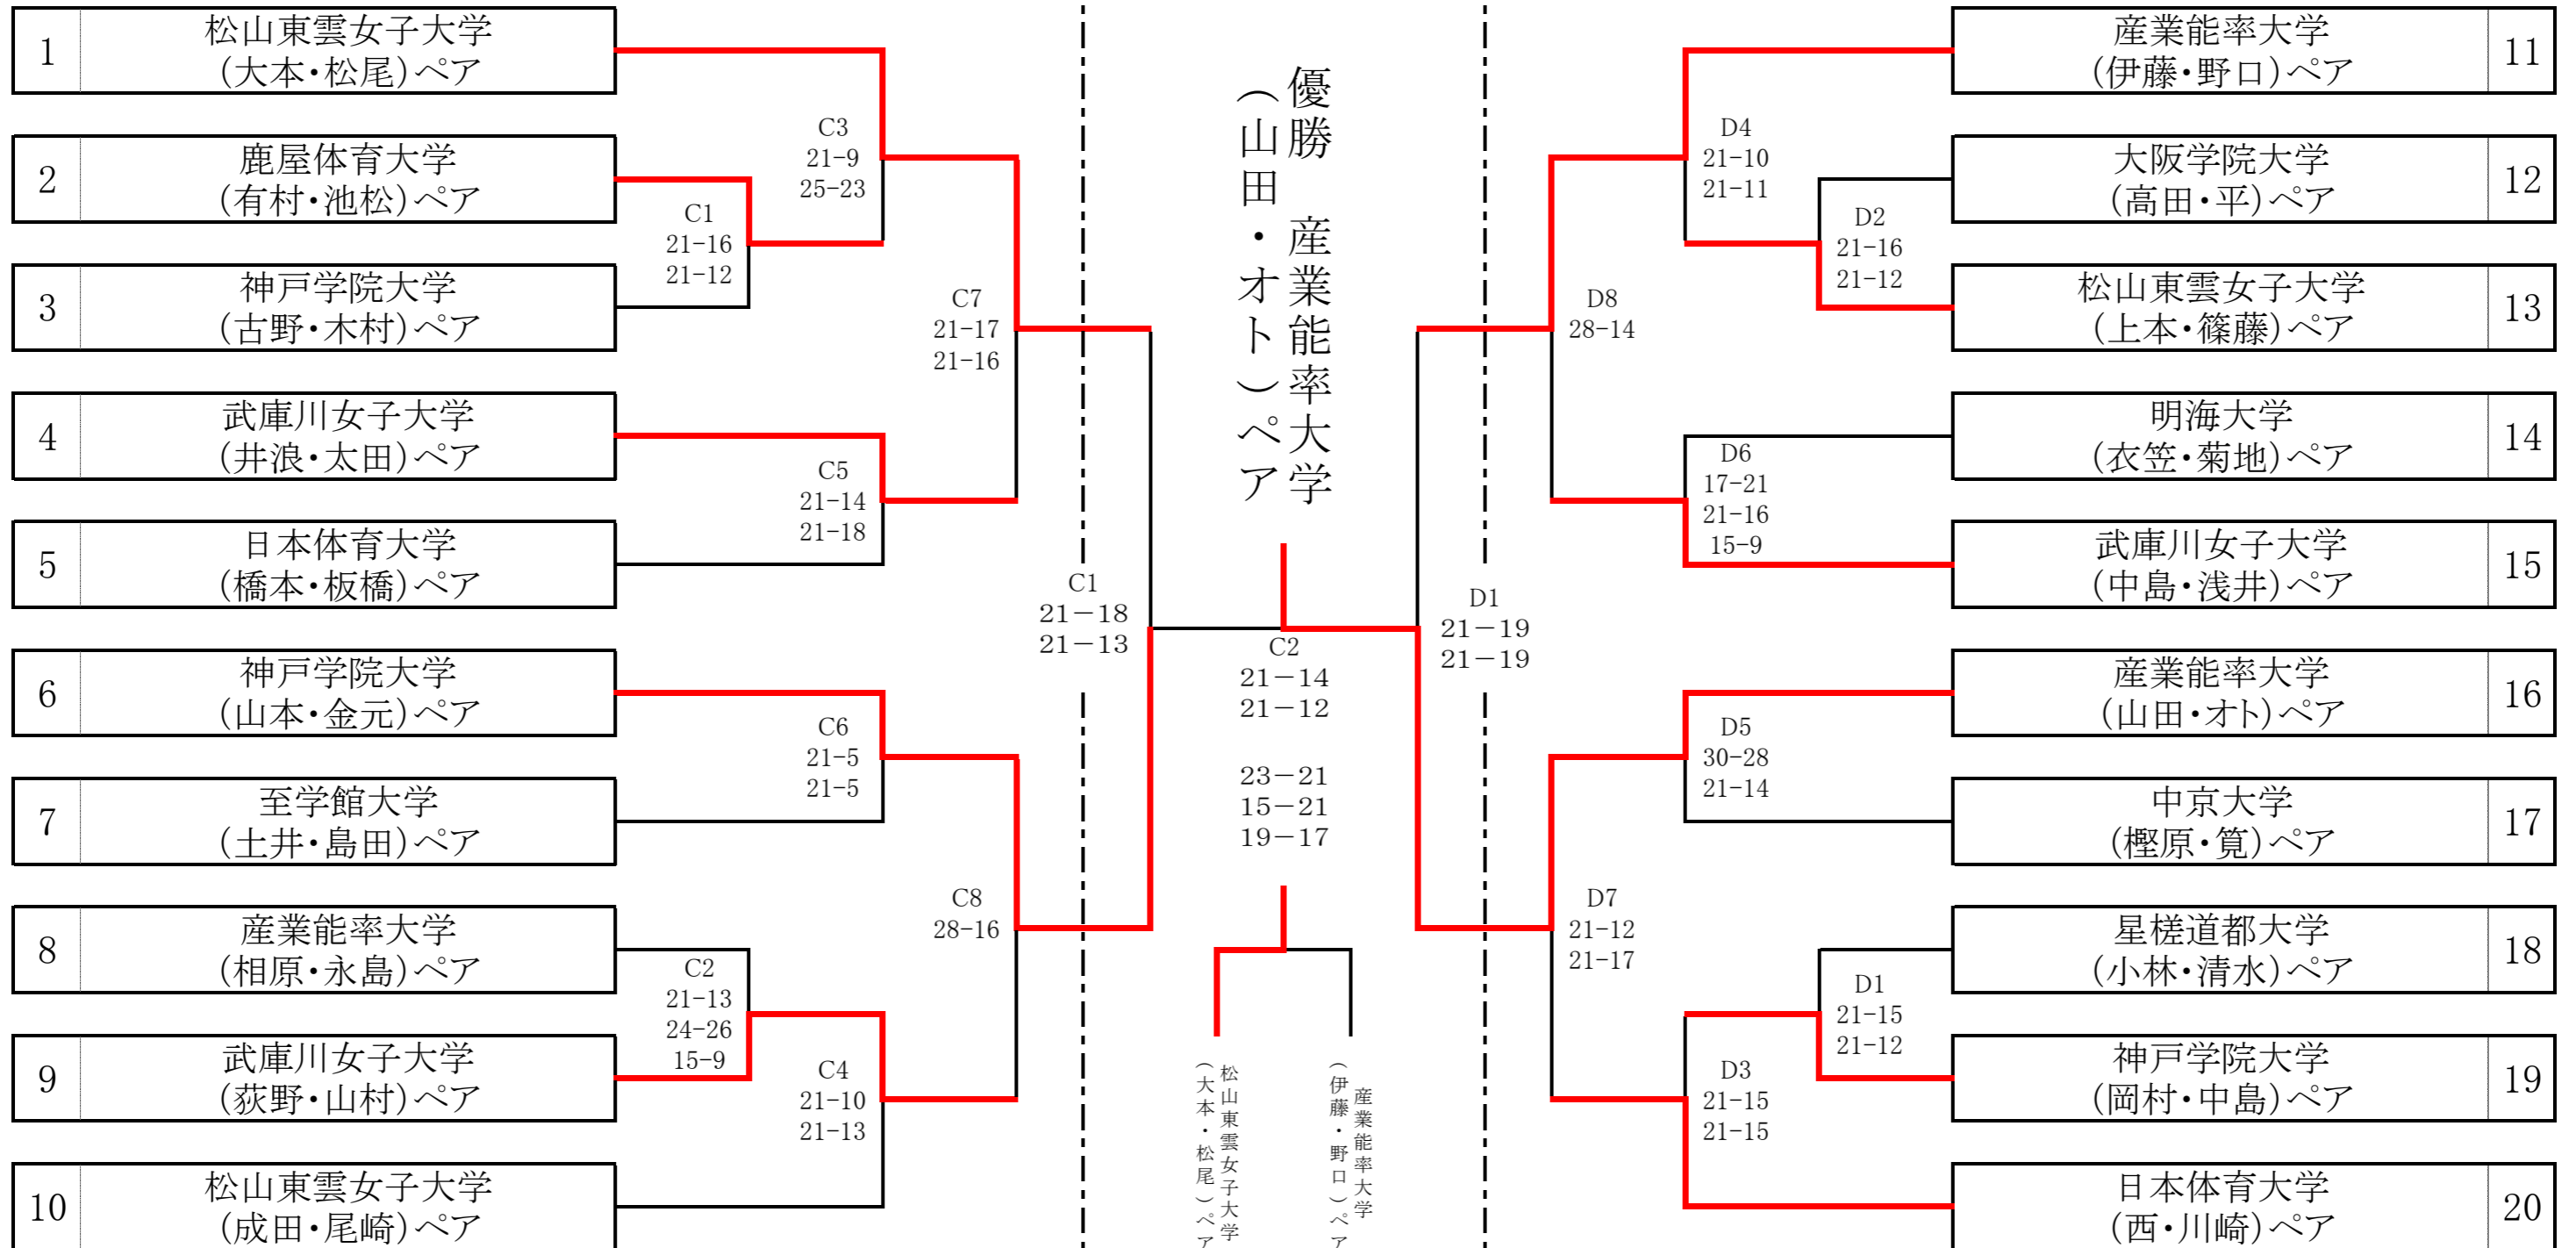 1
松山東雲女子大学
(大本・松尾)ペア
2
鹿屋体育大学
(有村・池松)ペア
3
神戸学院大学
(古野・木村)ペア
4
武庫川女子大学
(井浪・太田)ペア
5
日本体育大学
(橋本・板橋)ペア
6
神戸学院大学
(山本・金元)ペア
7
至学館大学
(土井・島田)ペア
8
産業能率大学
(相原・永島)ペア
9
武庫川女子大学
(荻野・山村)ペア
10
松山東雲女子大学
(成田・尾崎)ペア
C1
21-16
21-12
C2
21-13
24-26
15-9
C3
21-9
25-23
C5
21-14
21-18
C6
21-5
21-5
C4
21-10
21-13
C7
21-17
21-16
C8
28-16
C1
21-18
21-13
優勝 産業能率大学
(山田・オト)ペア
C2
21-14
21-12
23-21
15-21
19-17
松山東雲女子大学
(大本・松尾)ペア
産業能率大学
(伊藤・野口)ペア
D1
21-19
21-19
D8
28-14
D7
21-12
21-17
D4
21-10
21-11
D6
17-21
21-16
15-9
D5
30-28
21-14
D3
21-15
21-15
D2
21-16
21-12
D1
21-15
21-12
産業能率大学
(伊藤・野口)ペア
11
大阪学院大学
(高田・平)ペア
12
松山東雲女子大学
(上本・篠藤)ペア
13
明海大学
(衣笠・菊地)ペア
14
武庫川女子大学
(中島・浅井)ペア
15
産業能率大学
(山田・オト)ペア
16
中京大学
(樫原・筧)ペア
17
星槎道都大学
(小林・清水)ペア
18
神戸学院大学
(岡村・中島)ペア
19
日本体育大学
(西・川崎)ペア
20